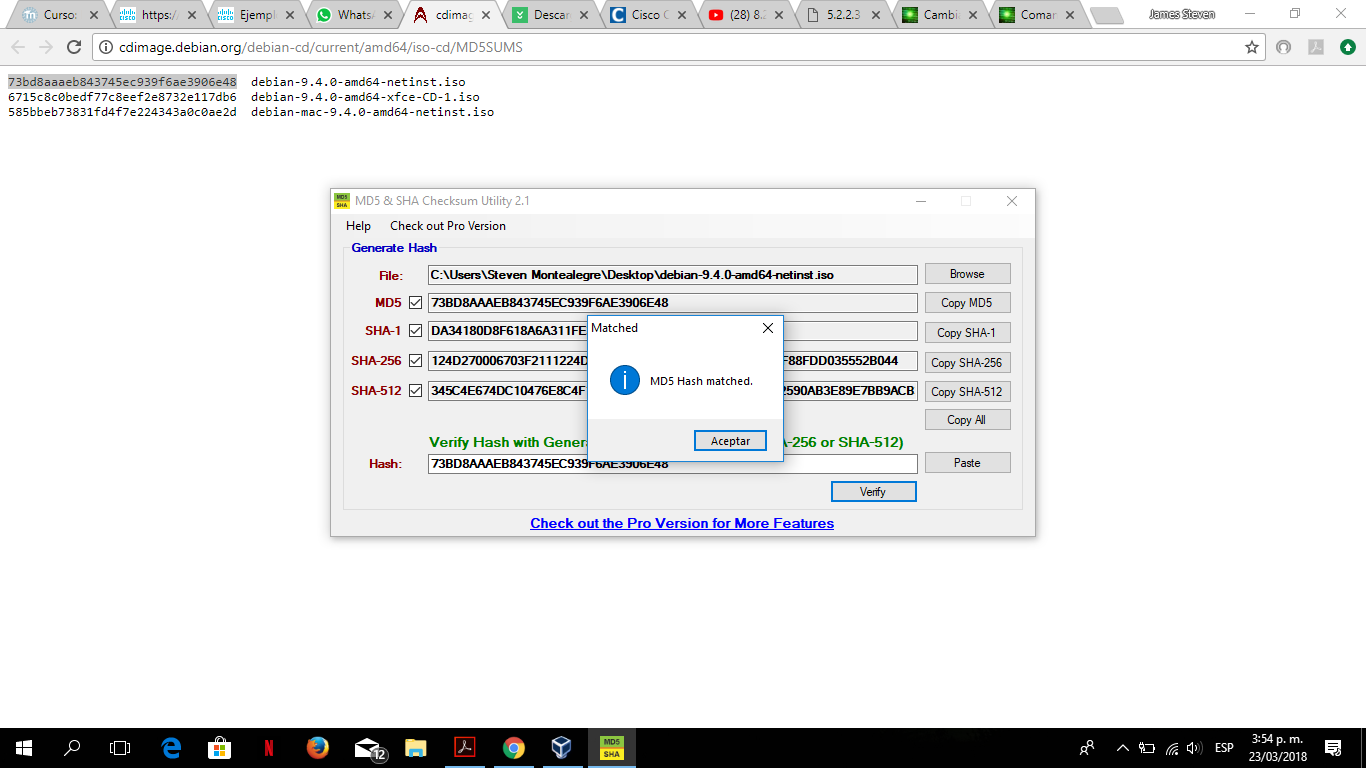 Curso:
https:/
Ejempl
WhatsA
cdimag
Descar
Cisco C
(28) 8.2
5.2.2.3
Cambia
Comar
James Steven
cdimage.debian.org/debian-cd/current/amd64/iso-cd/MD5SUMS
73bd8aaaeb843745ec939f6ae3906e48 debian-9.4.0-amd64-netinst.iso
6715c8c0bedf77c8eef2e8732e117db6 debian-9.4.0-amd64-xfce-CD-1.iso
585bbeb73831fd4f7e224343a0c0ae2d debian-mac-9.4.0-amd64-netinst.iso
MD5 & SHA Checksum Utility 2.1
Help Check out Pro Version
Generate Hash
File: C:\Users\Steven Montealegre\Desktop\debian-9.4.0-amd64-netinst.iso Browse
MD5 73BD8AAAEB843745EC939F6AE3906E48 Copy MD5
SHA-1 DA34180D8F618A6A311FE Copy SHA-1
SHA-256 124D270006703F2111224D F88FDD035552B044 Copy SHA-256
SHA-512 345C4E674DC10476E8C4F 2590AB3E89E7BB9ACB Copy SHA-512
Copy All
Matched
MD5 Hash matched.
Aceptar
Verify Hash with Genera A-256 or SHA-512)
Hash: 73BD8AAAEB843745EC939F6AE3906E48 Paste
Verify
Check out the Pro Version for More Features
MD5
SHA
12
MD5
SHA
ESP
3:54 p. m.
23/03/2018